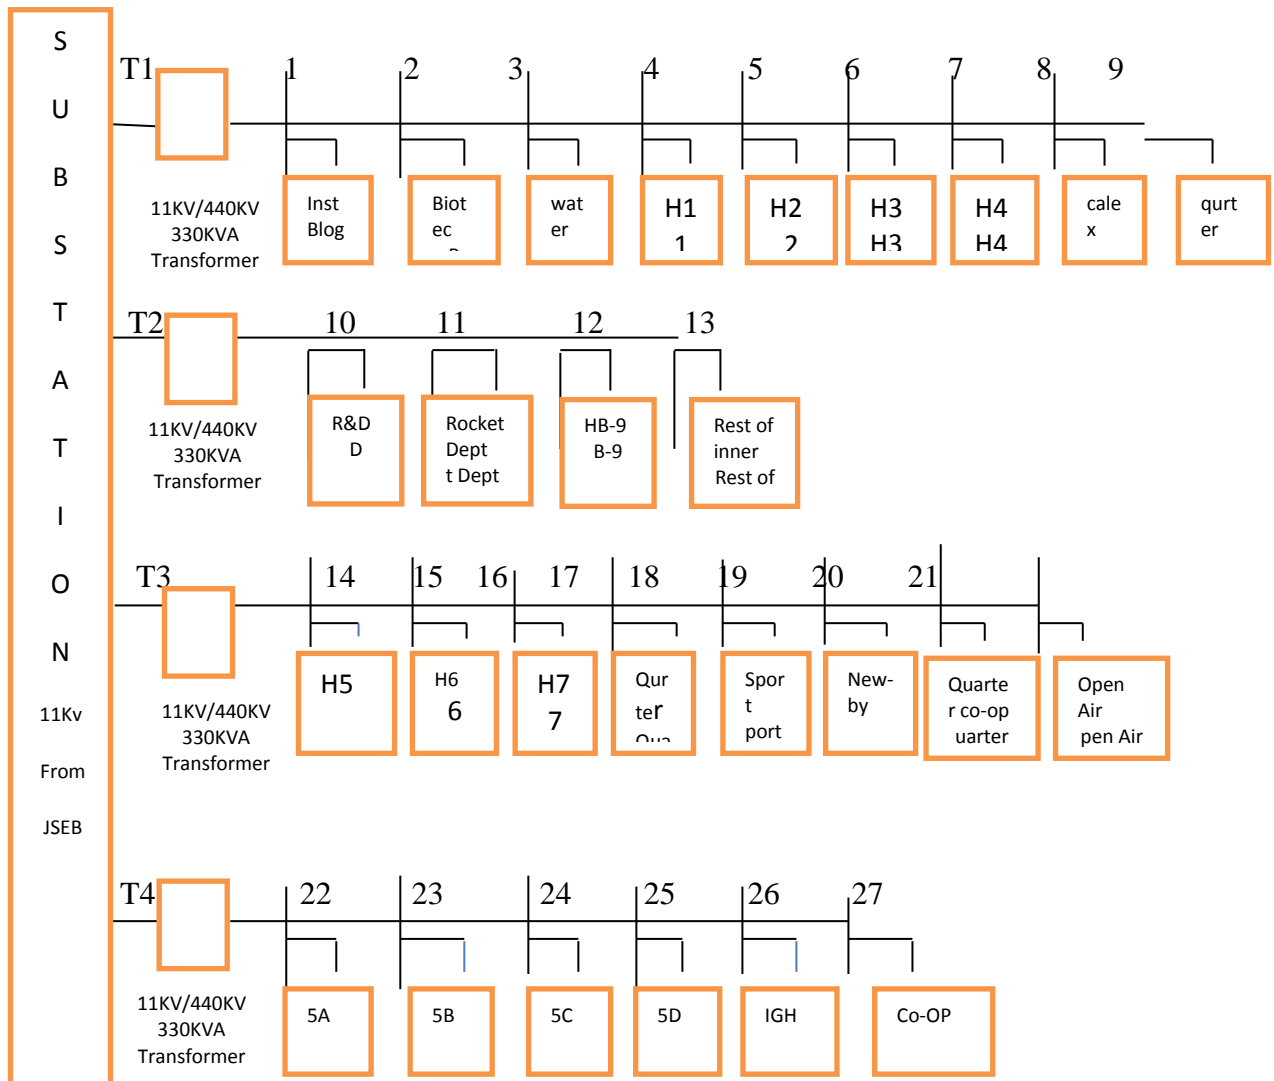 S
U
B
S
T
A
T
I
O
N
11Kv
From
JSEB
T1
1 2 3 4 5 6 7 8 9
11KV/440KV
330KVA
Transformer
Inst
Blog
Biot
ec
wat
er
H1
1
H2
2
H3
H3
H4
H4
cale
x
qurt
er
T2
10 11 12 13
11KV/440KV
330KVA
Transformer
R&D
D
Rocket
Dept
t Dept
HB-9
B-9
Rest of
inner
Rest of
T3
14 15 16 17 18 19 20 21
11KV/440KV
330KVA
Transformer
H5
H6
6
H7
7
Qur
ter
Qua
Spor
t
port
New-
by
Quarte
r co-op
uarter
Open
Air
pen Air
T4
22 23 24 25 26 27
11KV/440KV
330KVA
Transformer
5A
5B
5C
5D
IGH
Co-OP